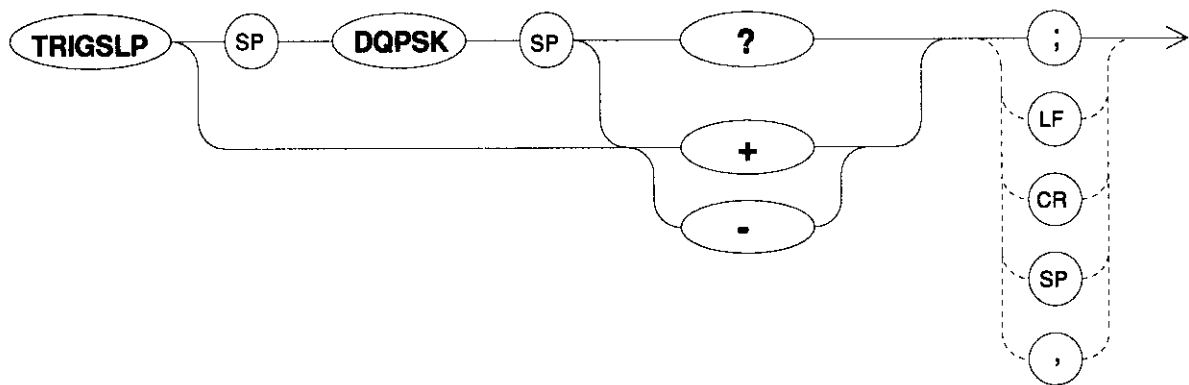 TRIGSLP SP DQPSK SP ? ;
LF
+
CR
-
SP
,